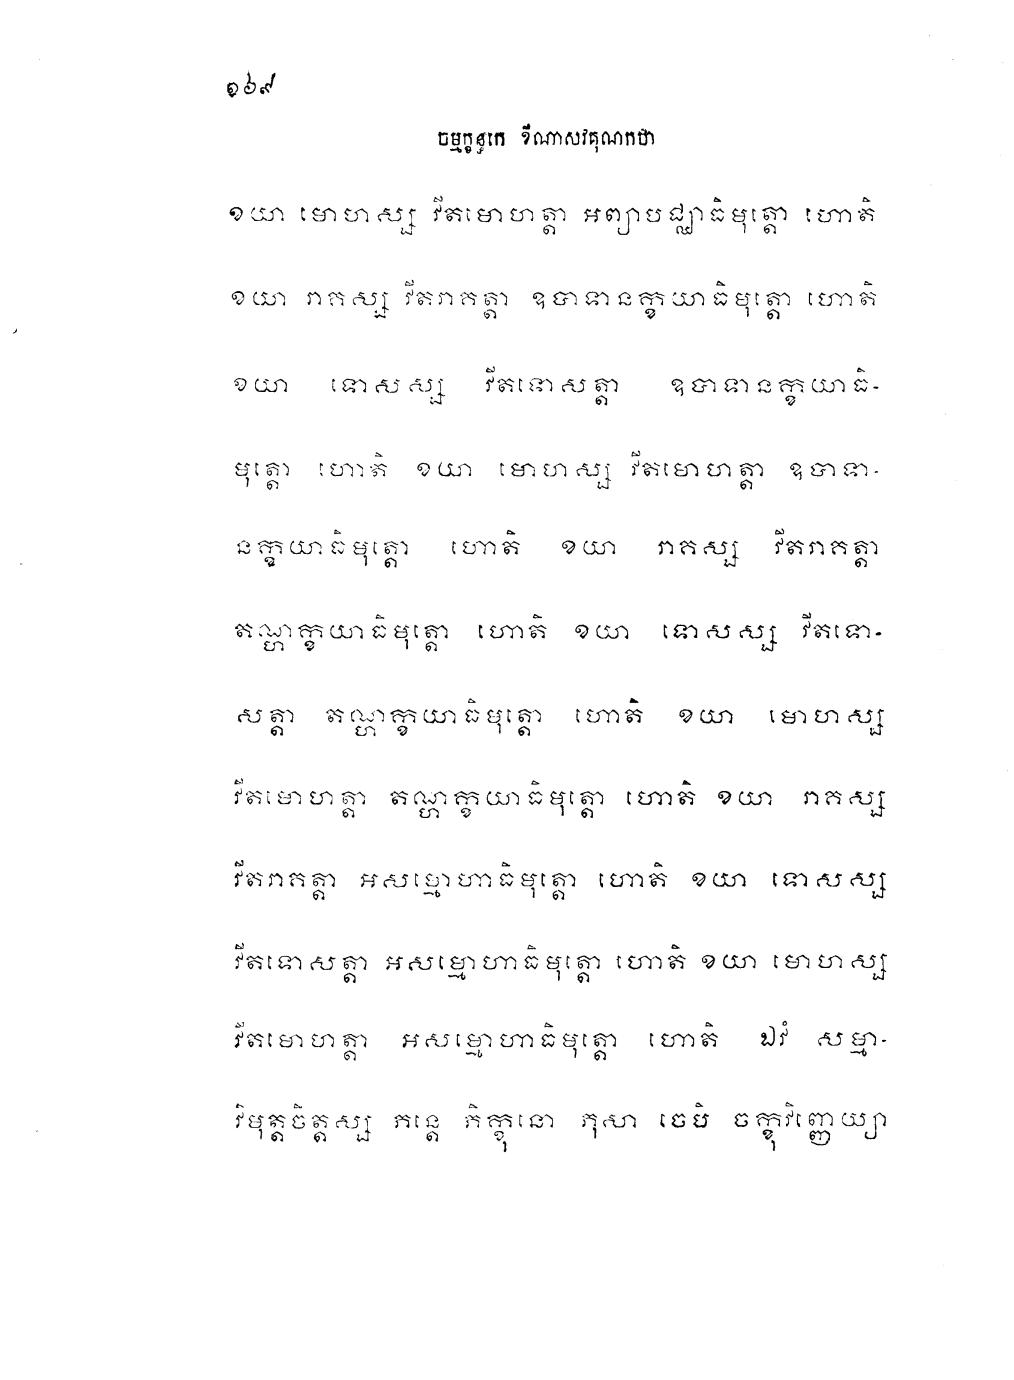 ១៦៩
ចម្មក្ខន្ធកេ ខីណាសវគុណកថា
ខយា មោហស្ស វីតមោហត្តា អព្យាបជ្ឈាធិមុត្តោ ហោតិ
ខយា រាគស្ស វីតរាគត្តា ឧបាទានក្ខយាធិមុត្តោ ហោតិ
ខយា ទោសស្ស វីតទោសត្តា ឧបាទានក្ខយាធិ-
មុត្តោ ហោតិ ខយា មោហស្ស វីតមោហត្តា ឧបាទា-
នក្ខយាធិមុត្តោ ហោតិ ខយា រាគស្ស វីតរាគត្តា
តណ្ហក្ខយាធិមុត្តោ ហោតិ ខយា ទោសស្ស វីតទោ-
សត្តា តណ្ហក្ខយាធិមុត្តោ ហោតិ ខយា មោហស្ស
វីតមោហត្តា តណ្ហក្ខយាធិមុត្តោ ហោតិ ខយា រាគស្ស
វីតរាគត្តា អសម្មោហាធិមុត្តោ ហោតិ ខយា ទោសស្ស
វីតទោសត្តា អសម្មោហាធិមុត្តោ ហោតិ ខយា មោហស្ស
វីតមោហត្តា អសម្មោហាធិមុត្តោ ហោតិ ឯវំ សម្មា-
វិមុត្តចិត្តស្ស ភន្តេ ភិក្ខុនោ ភុសា ចេបិ ចក្ខុវិញ្ញេយ្យា